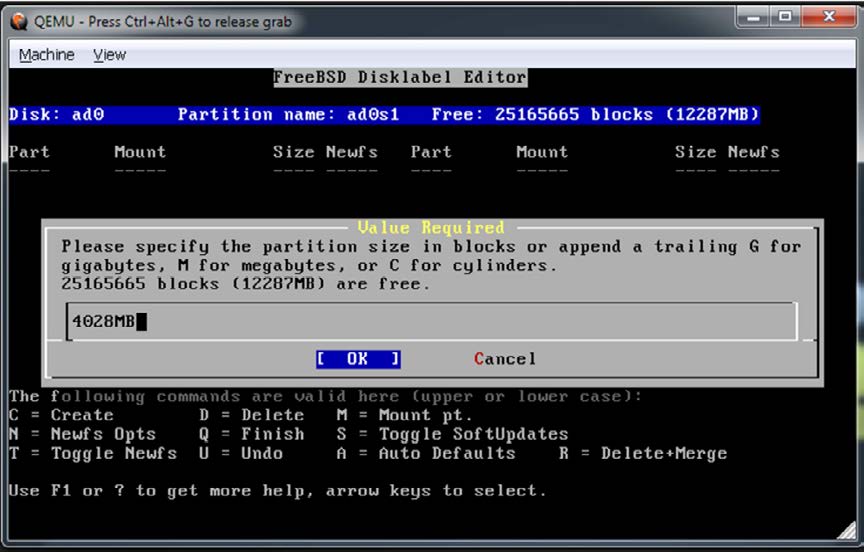 QEMU - Press Ctrl+Alt+G to release grab
Machine View
FreeBSD Disklabel Editor
Disk: ad0 Partition name: ad0s1 Free: 25165665 blocks (12287MB)
Part Mount Size Newfs Part Mount Size Newfs
---- ----- ---- ----- ---- ----- ---- -----
Value Required
Please specify the partition size in blocks or append a trailing G for
gigabytes, M for megabytes, or C for cylinders.
25165665 blocks (12287MB) are free.
4028MB
[ OK ] Cancel
The following commands are valid here (upper or lower case):
C = Create D = Delete M = Mount pt.
N = Newfs Opts Q = Finish S = Toggle SoftUpdates
T = Toggle Newfs U = Undo A = Auto Defaults R = Delete+Merge
Use F1 or ? to get more help, arrow keys to select.